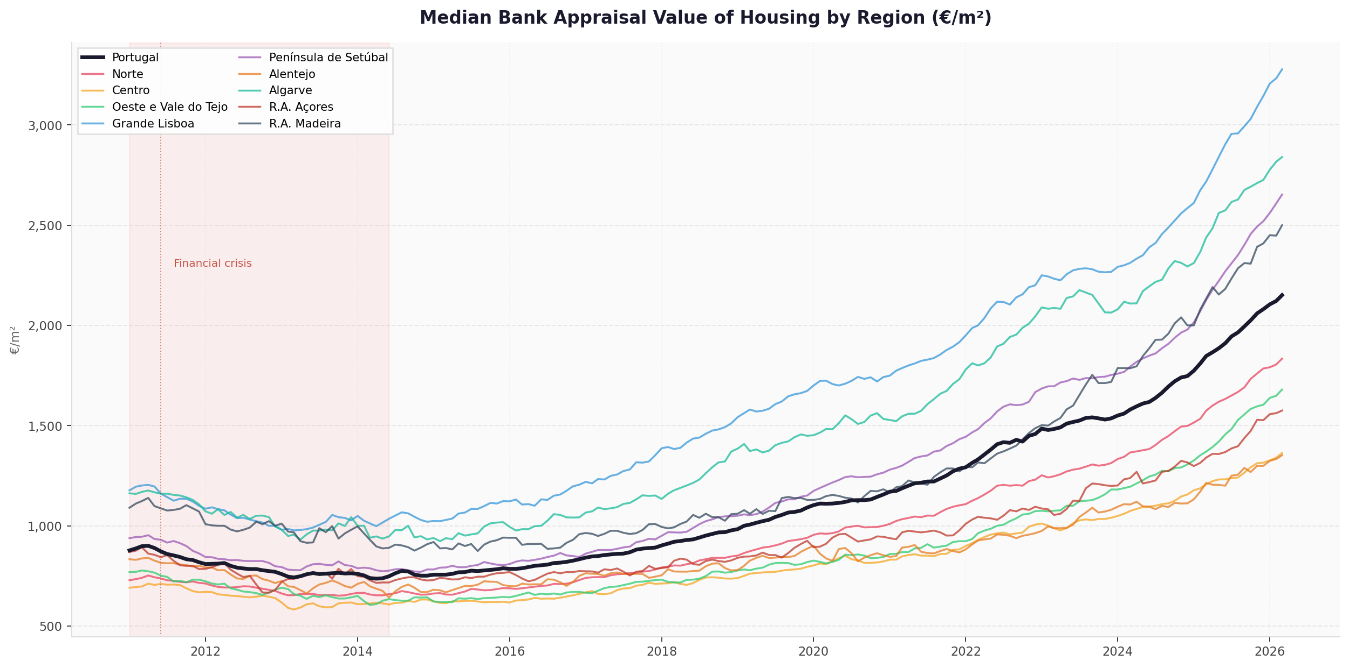 Median Bank Appraisal Value of Housing by Region (€/m²)
Portugal
Norte
Centro
Oeste e Vale do Tejo
Grande Lisboa
Península de Setúbal
Alentejo
Algarve
R.A. Açores
R.A. Madeira
Financial crisis
€/m²
3,000
2,500
2,000
1,500
1,000
500
2012 2014 2016 2018 2020 2022 2024 2026